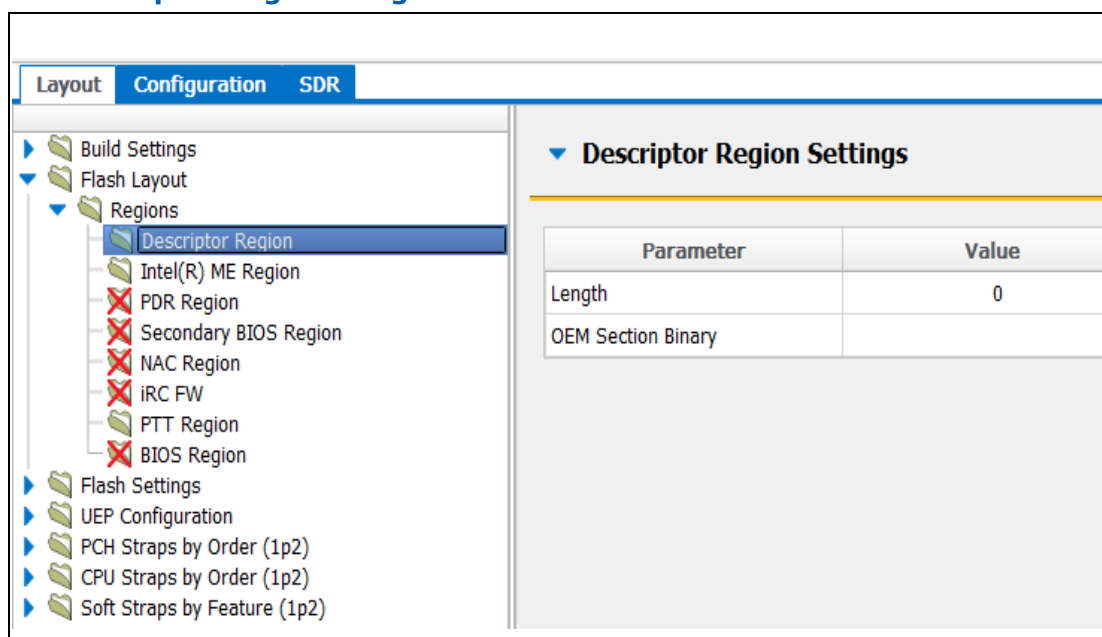 Layout Configuration SDR
Build Settings
Flash Layout
Regions
Descriptor Region
Intel(R) ME Region
PDR Region
Secondary BIOS Region
NAC Region
iRC FW
PTT Region
BIOS Region
Flash Settings
UEP Configuration
PCH Straps by Order (1p2)
CPU Straps by Order (1p2)
Soft Straps by Feature (1p2)
Descriptor Region Settings
Parameter Value
Length 0
OEM Section Binary